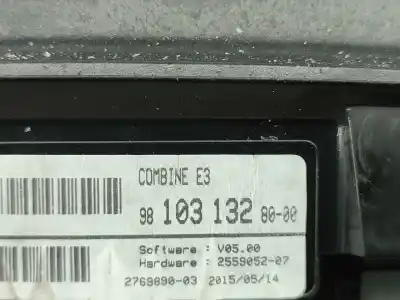 COMBINE E3
98 103 132 80-00
Software : V05.00
Hardware : 2559052-07
2769890-03 2015/05/14